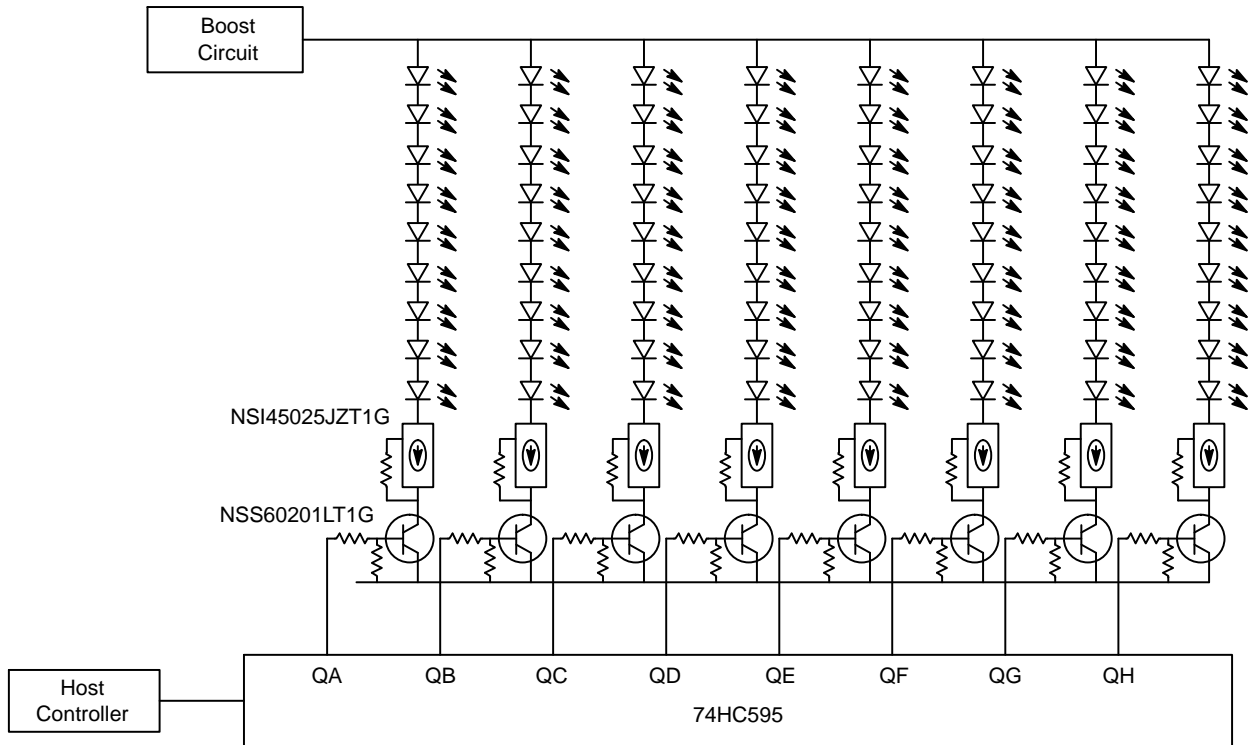 Boost
Circuit
NSI45025JZT1G
NSS60201LT1G
QA QB QC QD QE QF QG QH
Host
Controller
74HC595